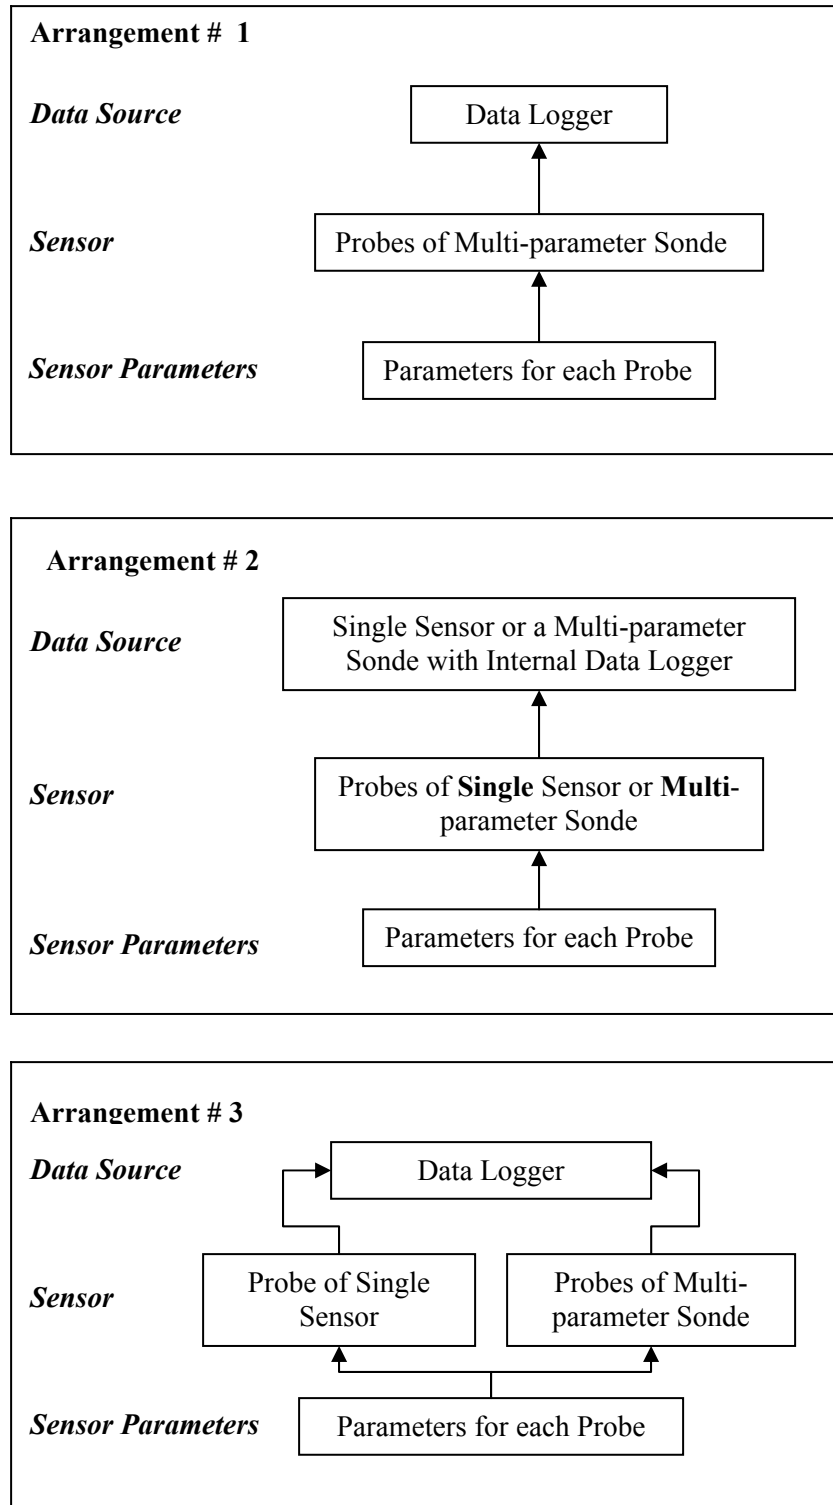 Arrangement #  1
Data Source
Data Logger
Sensor
Probes of Multi-parameter Sonde
Sensor Parameters
Parameters for each Probe
Arrangement # 2
Data Source
Single Sensor or a Multi-parameter
Sonde with Internal Data Logger
Sensor
Probes of Single Sensor or Multi-
parameter Sonde
Sensor Parameters
Parameters for each Probe
Arrangement # 3
Data Source
Data Logger
Sensor
Probe of Single
Sensor
Probes of Multi-
parameter Sonde
Sensor Parameters
Parameters for each Probe